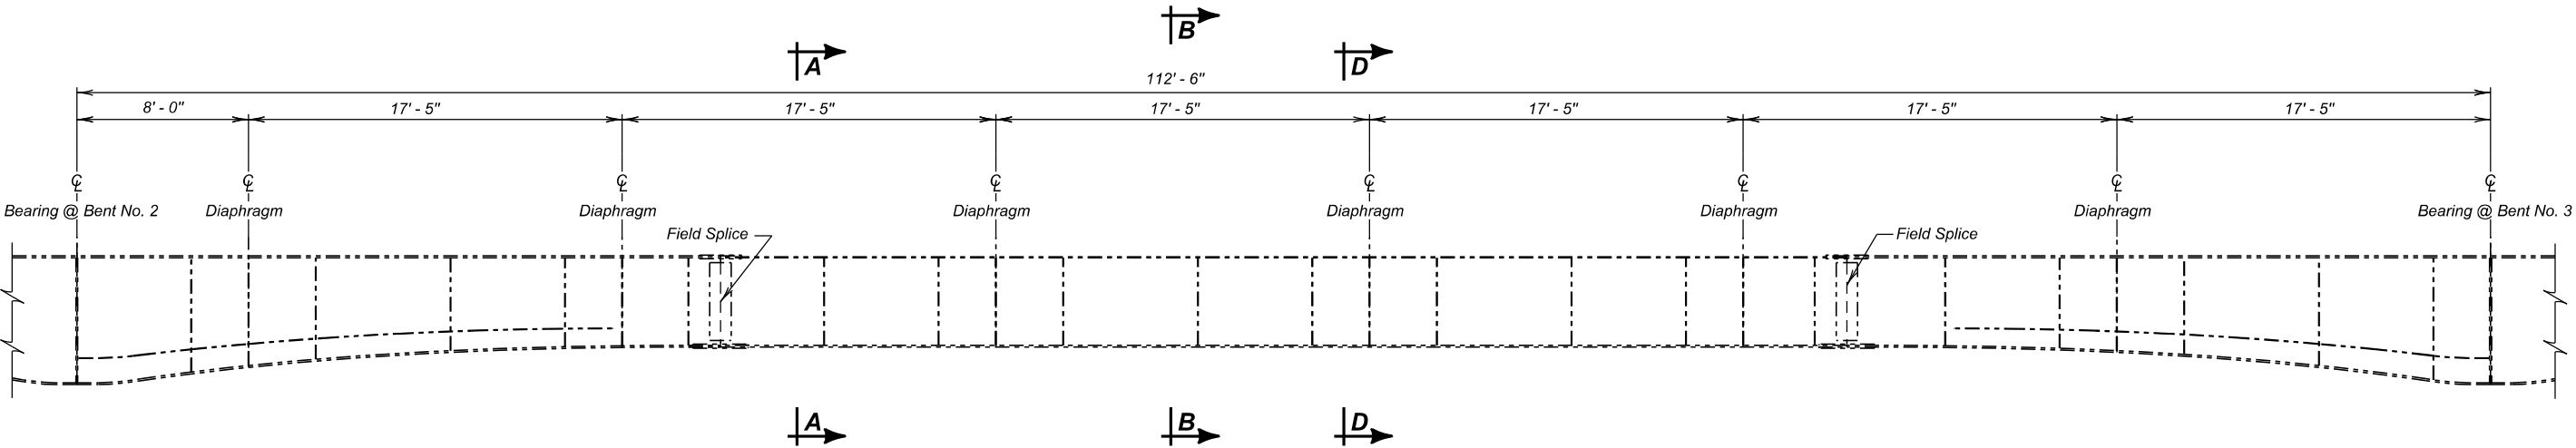 B
A
D
112' - 6"
8' - 0"
17' - 5"
17' - 5"
17' - 5"
17' - 5"
17' - 5"
17' - 5"
℄
℄
℄
℄
℄
℄
℄
℄
Bearing @ Bent No. 2
Diaphragm
Diaphragm
Diaphragm
Diaphragm
Diaphragm
Diaphragm
Bearing @ Bent No. 3
Field Splice
Field Splice
A
B
D